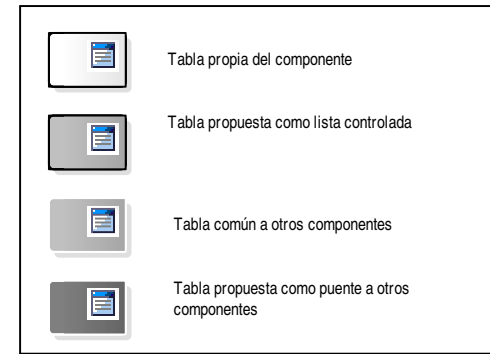 Tabla propia del componente
Tabla propuesta como lista controlada
Tabla común a otros componentes
Tabla propuesta como puente a otros
componentes